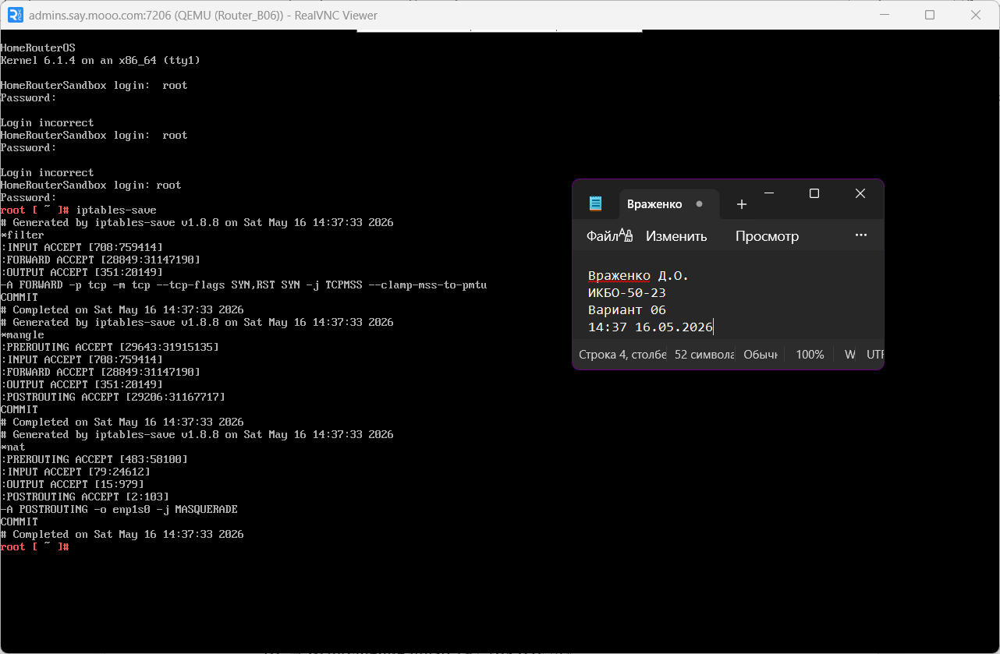 admins.say.mooo.com:7206 (QEMU (Router_B06)) - RealVNC Viewer
HomeRouterOS
Kernel 6.1.4 on an x86_64 (tty1)
HomeRouterSandbox login:  root
Password:
Login incorrect
HomeRouterSandbox login:  root
Password:
Login incorrect
HomeRouterSandbox login: root
Password:
root [ ~ ]# iptables-save
# Generated by iptables-save v1.8.8 on Sat May 16 14:37:33 2026
*filter
:INPUT ACCEPT [708:759414]
:FORWARD ACCEPT [28849:31147190]
:OUTPUT ACCEPT [351:20149]
-A FORWARD -p tcp -m tcp --tcp-flags SYN,RST SYN -j TCPMSS --clamp-mss-to-pmtu
COMMIT
# Completed on Sat May 16 14:37:33 2026
# Generated by iptables-save v1.8.8 on Sat May 16 14:37:33 2026
*mangle
:PREROUTING ACCEPT [29643:31915135]
:INPUT ACCEPT [708:759414]
:FORWARD ACCEPT [28849:31147190]
:OUTPUT ACCEPT [351:20149]
:POSTROUTING ACCEPT [29206:31167717]
COMMIT
# Completed on Sat May 16 14:37:33 2026
# Generated by iptables-save v1.8.8 on Sat May 16 14:37:33 2026
*nat
:PREROUTING ACCEPT [483:58100]
:INPUT ACCEPT [79:24612]
:OUTPUT ACCEPT [15:979]
:POSTROUTING ACCEPT [2:103]
-A POSTROUTING -o enp1s0 -j MASQUERADE
COMMIT
# Completed on Sat May 16 14:37:33 2026
root [ ~ ]#
Враженко
Файл Изменить Просмотр
Враженко Д.О.
ИКБО-50-23
Вариант 06
14:37 16.05.2026
Строка 4, столбе 52 символа Обычн 100% W UTF